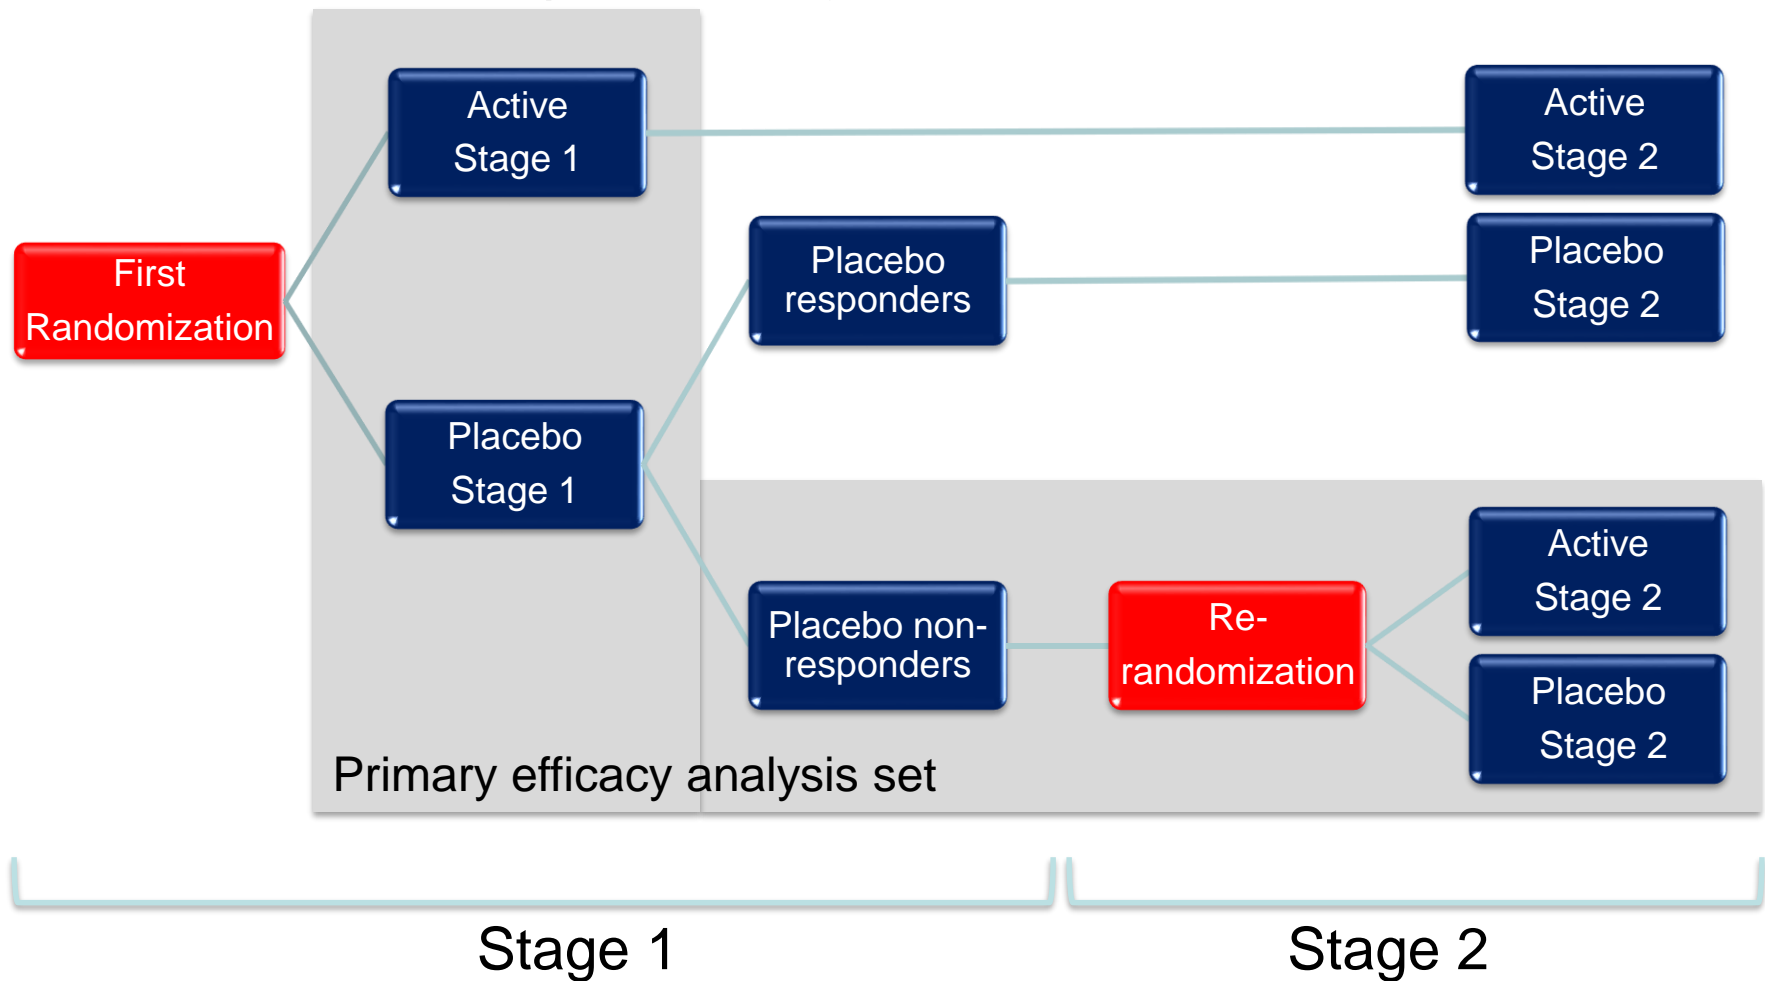 Active
Stage 1
Active
Stage 2
First
Randomization
Placebo
responders
Placebo
Stage 2
Placebo
Stage 1
Placebo non-
responders
Re-
randomization
Active
Stage 2
Placebo
Stage 2
Primary efficacy analysis set
Stage 1
Stage 2